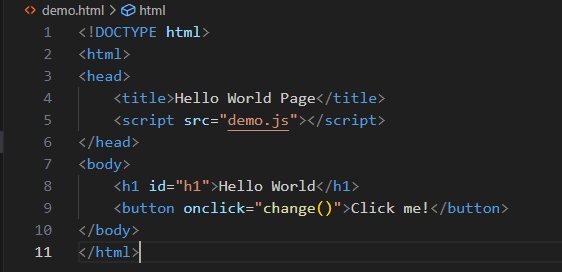 demo.html > html
1 <!DOCTYPE html>
2 <html>
3 <head>
4     <title>Hello World Page</title>
5     <script src="demo.js"></script>
6 </head>
7 <body>
8     <h1 id="h1">Hello World</h1>
9     <button onclick="change()">Click me!</button>
10 </body>
11 </html>